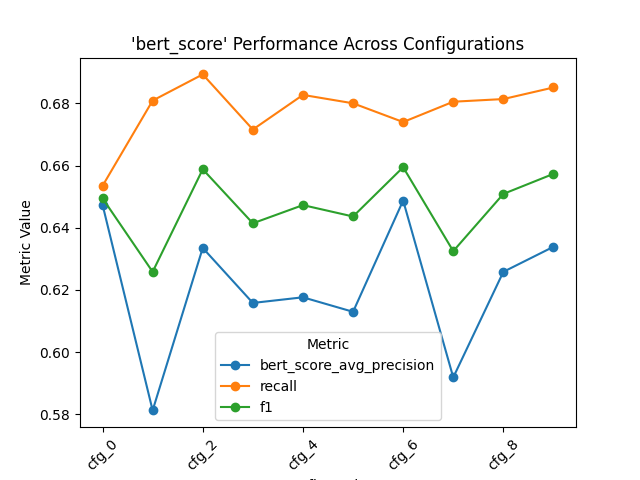 'bert_score' Performance Across Configurations
Metric Value
0.68
0.66
0.64
0.62
0.60
0.58
Metric
bert_score_avg_precision
recall
f1
cfg_0
cfg_2
cfg_4
cfg_6
cfg_8